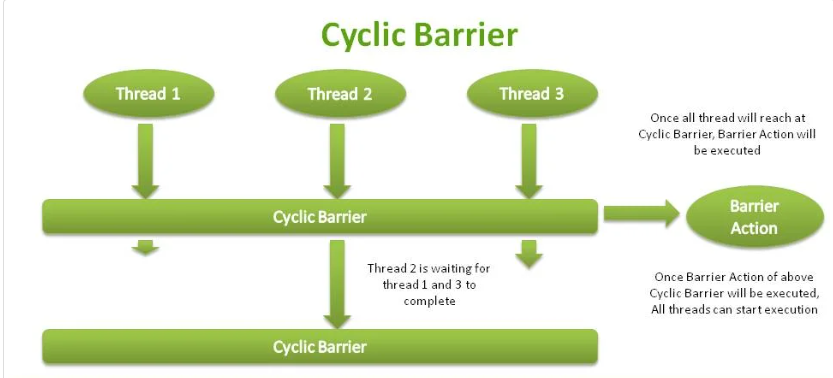 Cyclic Barrier
Thread 1
Thread 2
Thread 3
Once all thread will reach at
Cyclic Barrier, Barrier Action will
be executed
Cyclic Barrier
Barrier
Action
Thread 2 is waiting for
thread 1 and 3 to
complete
Once Barrier Action of above
Cyclic Barrier will be executed,
All threads can start execution
Cyclic Barrier